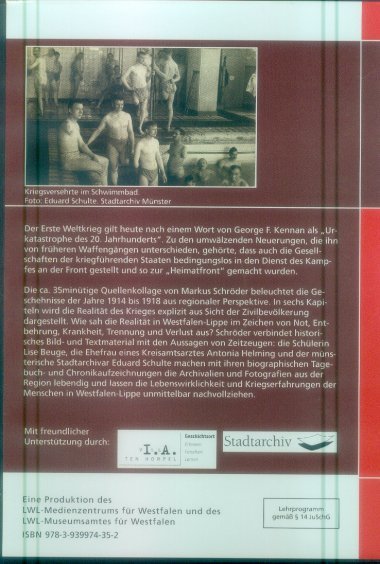 Kriegsversehrte im Schwimmbad.
Foto: Eduard Schulte. Stadtarchiv Münster
Der Erste Weltkrieg gilt heute nach einem Wort von George F. Kennan als „Ur-
katastrophe des 20. Jahrhunderts“. Zu den umwälzenden Neuerungen, die ihn
von früheren Waffengängen unterschieden, gehörte, dass auch die Gesell-
schaften der kriegführenden Staaten bedingungslos in den Dienst des Kamp-
fes an der Front gestellt und so zur „Heimatfront“ gemacht wurden.
Die ca. 35minütige Quellenkollage von Markus Schröder beleuchtet die Ge-
schehnisse der Jahre 1914 bis 1918 aus regionaler Perspektive. In sechs Kapi-
teln wird die Realität des Krieges explizit aus Sicht der Zivilbevölkerung
dargestellt. Wie sah die Realität in Westfalen-Lippe im Zeichen von Not, Ent-
behrung, Krankheit, Trennung und Verlust aus? Schröder verbindet histori-
sches Bild- und Textmaterial mit den Aussagen von Zeitzeugen: die Schülerin
Lise Beuge, die Ehefrau eines Kreisamtsarztes Antonia Helming und der müns-
terische Stadtarchivar Eduard Schulte machen mit ihren biographischen Tage-
buch- und Chronikaufzeichnungen die Archivalien und Fotografien aus der
Region lebendig und lassen die Lebenswirklichkeit und Kriegserfahrungen der
Menschen in Westfalen-Lippe unmittelbar nachvollziehen.
Mit freundlicher
Unterstützung durch:
Geschichtsort
Erinnern
Forschen
Lernen
Stadtarchiv
Eine Produktion des
LWL-Medienzentrums für Westfalen und des
LWL-Museumsamtes für Westfalen
ISBN 978-3-939974-35-2
Lehrprogramm
gemäß § 14 JuSchG